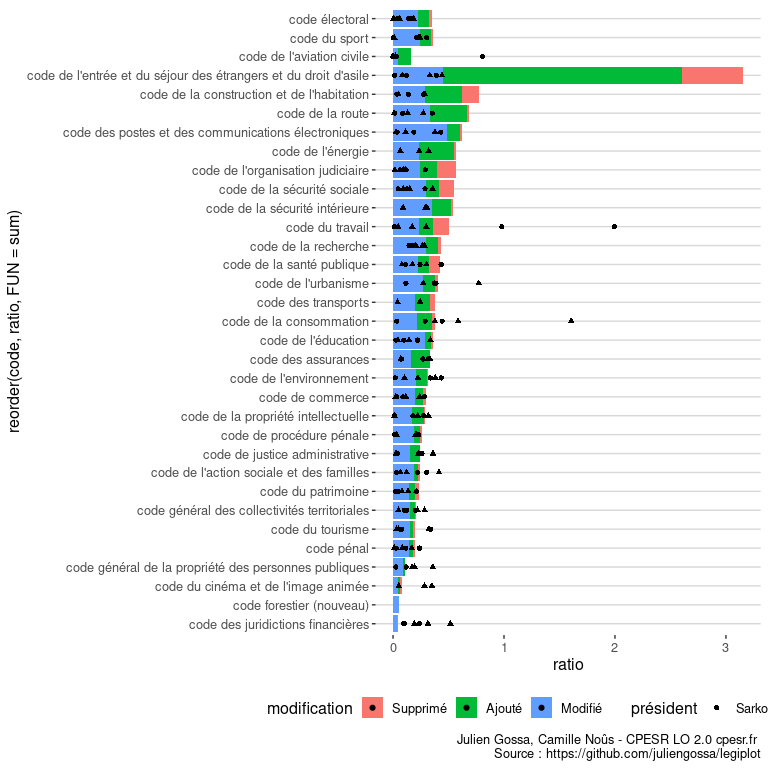 code électoral
code du sport
code de l'aviation civile
code de l'entrée et du séjour des étrangers et du droit d'asile
code de la construction et de l'habitation
code de la route
code des postes et des communications électroniques
code de l'énergie
code de l'organisation judiciaire
code de la sécurité sociale
code de la sécurité intérieure
code du travail
code de la recherche
code de la santé publique
code de l'urbanisme
code des transports
code de la consommation
code de l'éducation
code des assurances
code de l'environnement
code de commerce
code de la propriété intellectuelle
code de procédure pénale
code de justice administrative
code de l'action sociale et des familles
code du patrimoine
code général des collectivités territoriales
code du tourisme
code pénal
code général de la propriété des personnes publiques
code du cinéma et de l'image animée
code forestier (nouveau)
code des juridictions financières
reorder(code, ratio, FUN = sum)
0 1 2 3
ratio
modification Supprimé Ajouté Modifié président Sarko
Julien Gossa, Camille Noûs - CPESR LO 2.0 cpesr.fr
Source : https://github.com/juliengossa/legiplot